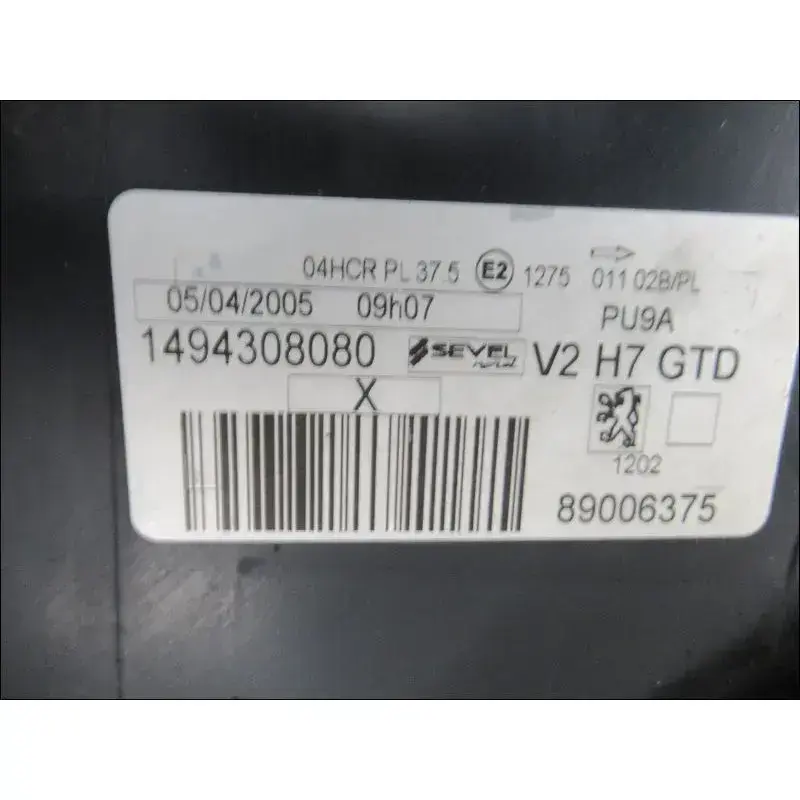 04HCR PL 37.5 E2 1275 011 028/PL
05/04/2005 09h07 PU9A
1494308080 SEVEL V2 H7 GTD
X
1202
89006375